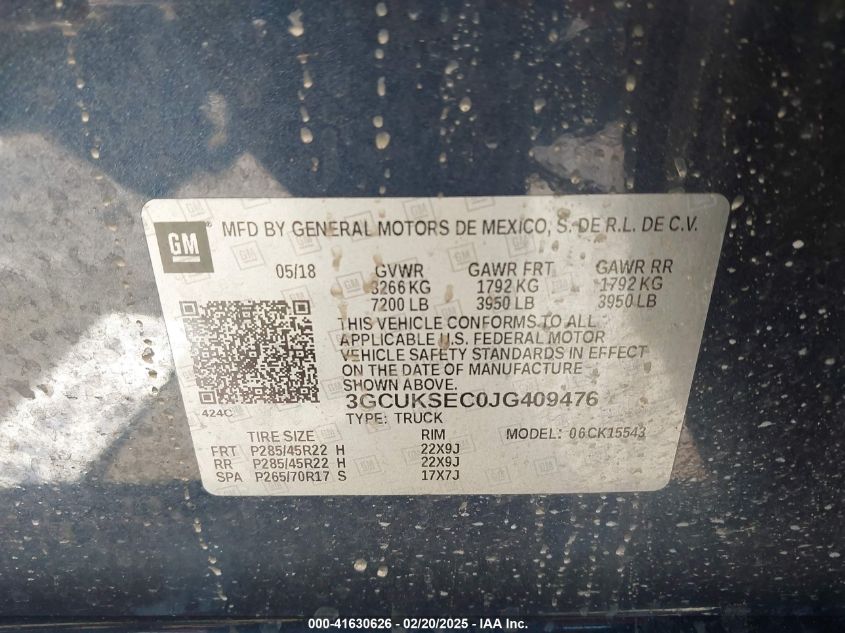 GM ® MFD BY GENERAL MOTORS DE MEXICO, S. DE R.L. DE C.V.
05/18 GVWR GAWR FRT GAWR RR
3266 KG 1792 KG 1792 KG
7200 LB 3950 LB 3950 LB
THIS VEHICLE CONFORMS TO ALL
APPLICABLE U.S. FEDERAL MOTOR
VEHICLE SAFETY STANDARDS IN EFFECT
ON THE DATE OF MANUFACTURE
SHOWN ABOVE.
3GCUKSEC0JG409476
424C
TYPE: TRUCK
TIRE SIZE RIM MODEL: 06CK15543
FRT P285/45R22 H 22X9J
RR P285/45R22 H 22X9J
SPA P265/70R17 S 17X7J
000-41630626 - 02/20/2025 - IAA Inc.